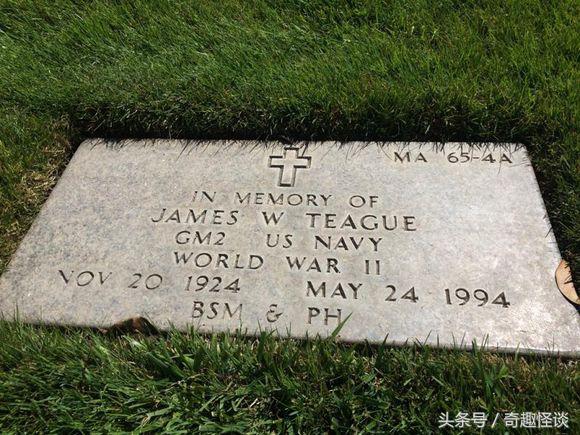 MA 65-4A
IN MEMORY OF
JAMES W TEAGUE
GM2 US NAVY
WORLD WAR II
NOV 20 1924 MAY 24 1994
BSM & PH
头条号 / 奇趣怪谈